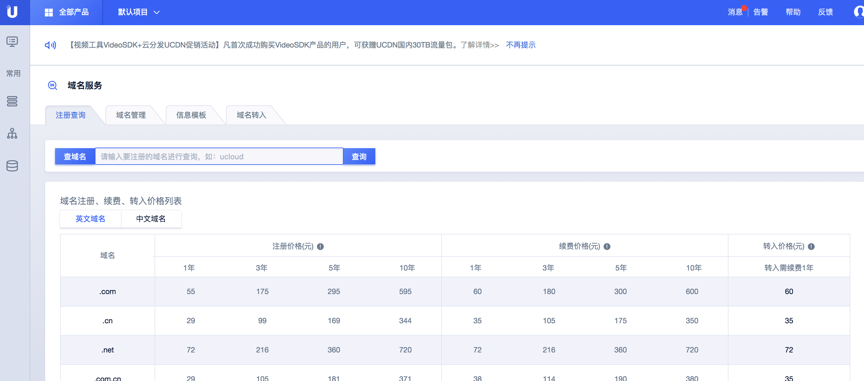 U 全部产品 默认项目 消息 告警 帮助 反馈
【视频工具VideoSDK+云分发UCDN促销活动】凡首次成功购买VideoSDK产品的用户，可获赠UCDN国内30TB流量包。了解详情>> 不再提示
常用
域名服务
注册查询 域名管理 信息模板 域名转入
查域名 请输入要注册的域名进行查询，如：ucloud 查询
域名注册、续费、转入价格列表
英文域名 中文域名
域名 注册价格(元) 续费价格(元) 转入价格(元)
1年 3年 5年 10年 1年 3年 5年 10年 转入需续费1年
.com 55 175 295 595 60 180 300 600 60
.cn 29 99 169 344 35 105 175 350 35
.net 72 216 360 720 72 216 360 720 72
.com.cn 29 105 181 371 38 114 190 380 35